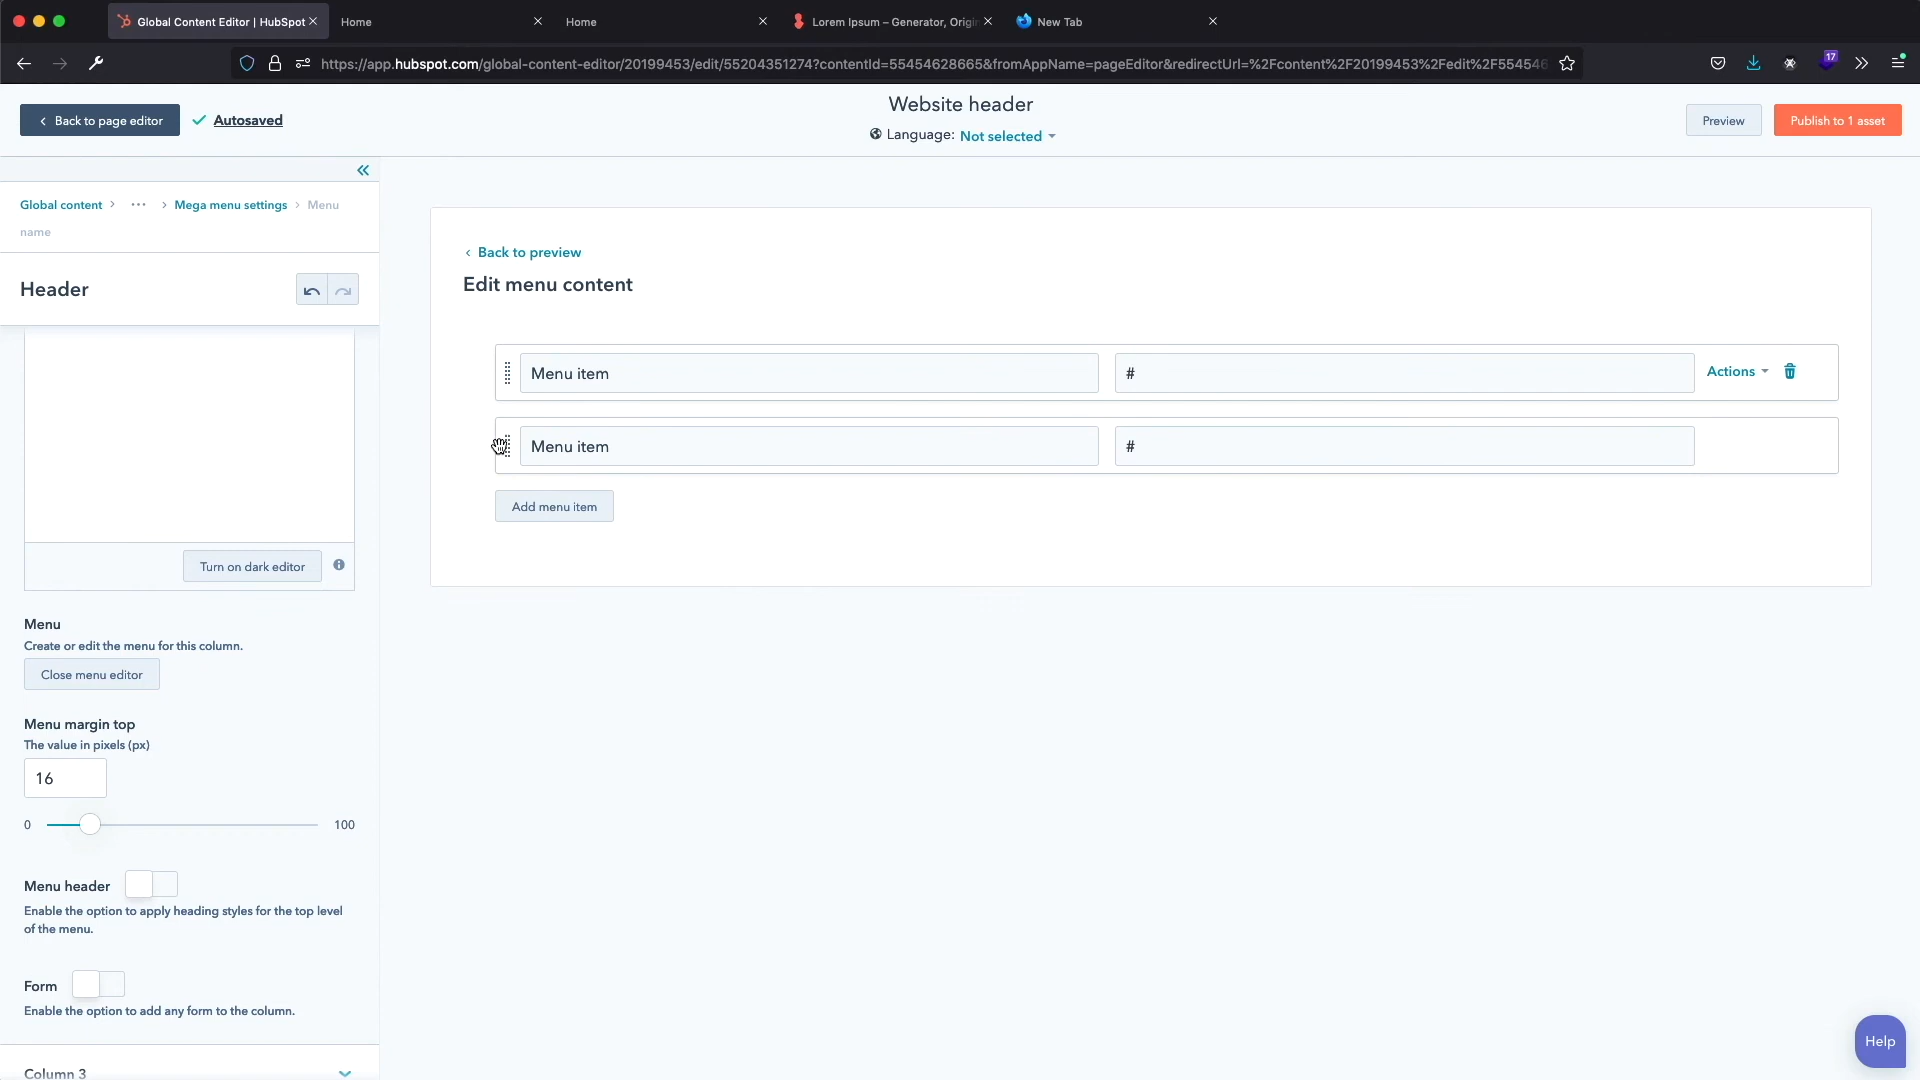 Global Content Editor | HubSpot
Home
Home
Lorem Ipsum – Generator, Origin
New Tab
https://app.hubspot.com/global-content-editor/20199453/edit/55204351274?contentId=55454628665&fromAppName=pageEditor&redirectUrl=%2Fcontent%2F20199453%2Fedit%2F554546
17
Back to page editor
Autosaved
Website header
Language: Not selected
Preview
Publish to 1 asset
Global content > ··· > Mega menu settings > Menu
name
Header
Turn on dark editor
Menu
Create or edit the menu for this column.
Close menu editor
Menu margin top
The value in pixels (px)
16
0
100
Menu header
Enable the option to apply heading styles for the top level
of the menu.
Form
Enable the option to add any form to the column.
Column 3
Back to preview
Edit menu content
Menu item
#
Actions
Menu item
#
Add menu item
Help